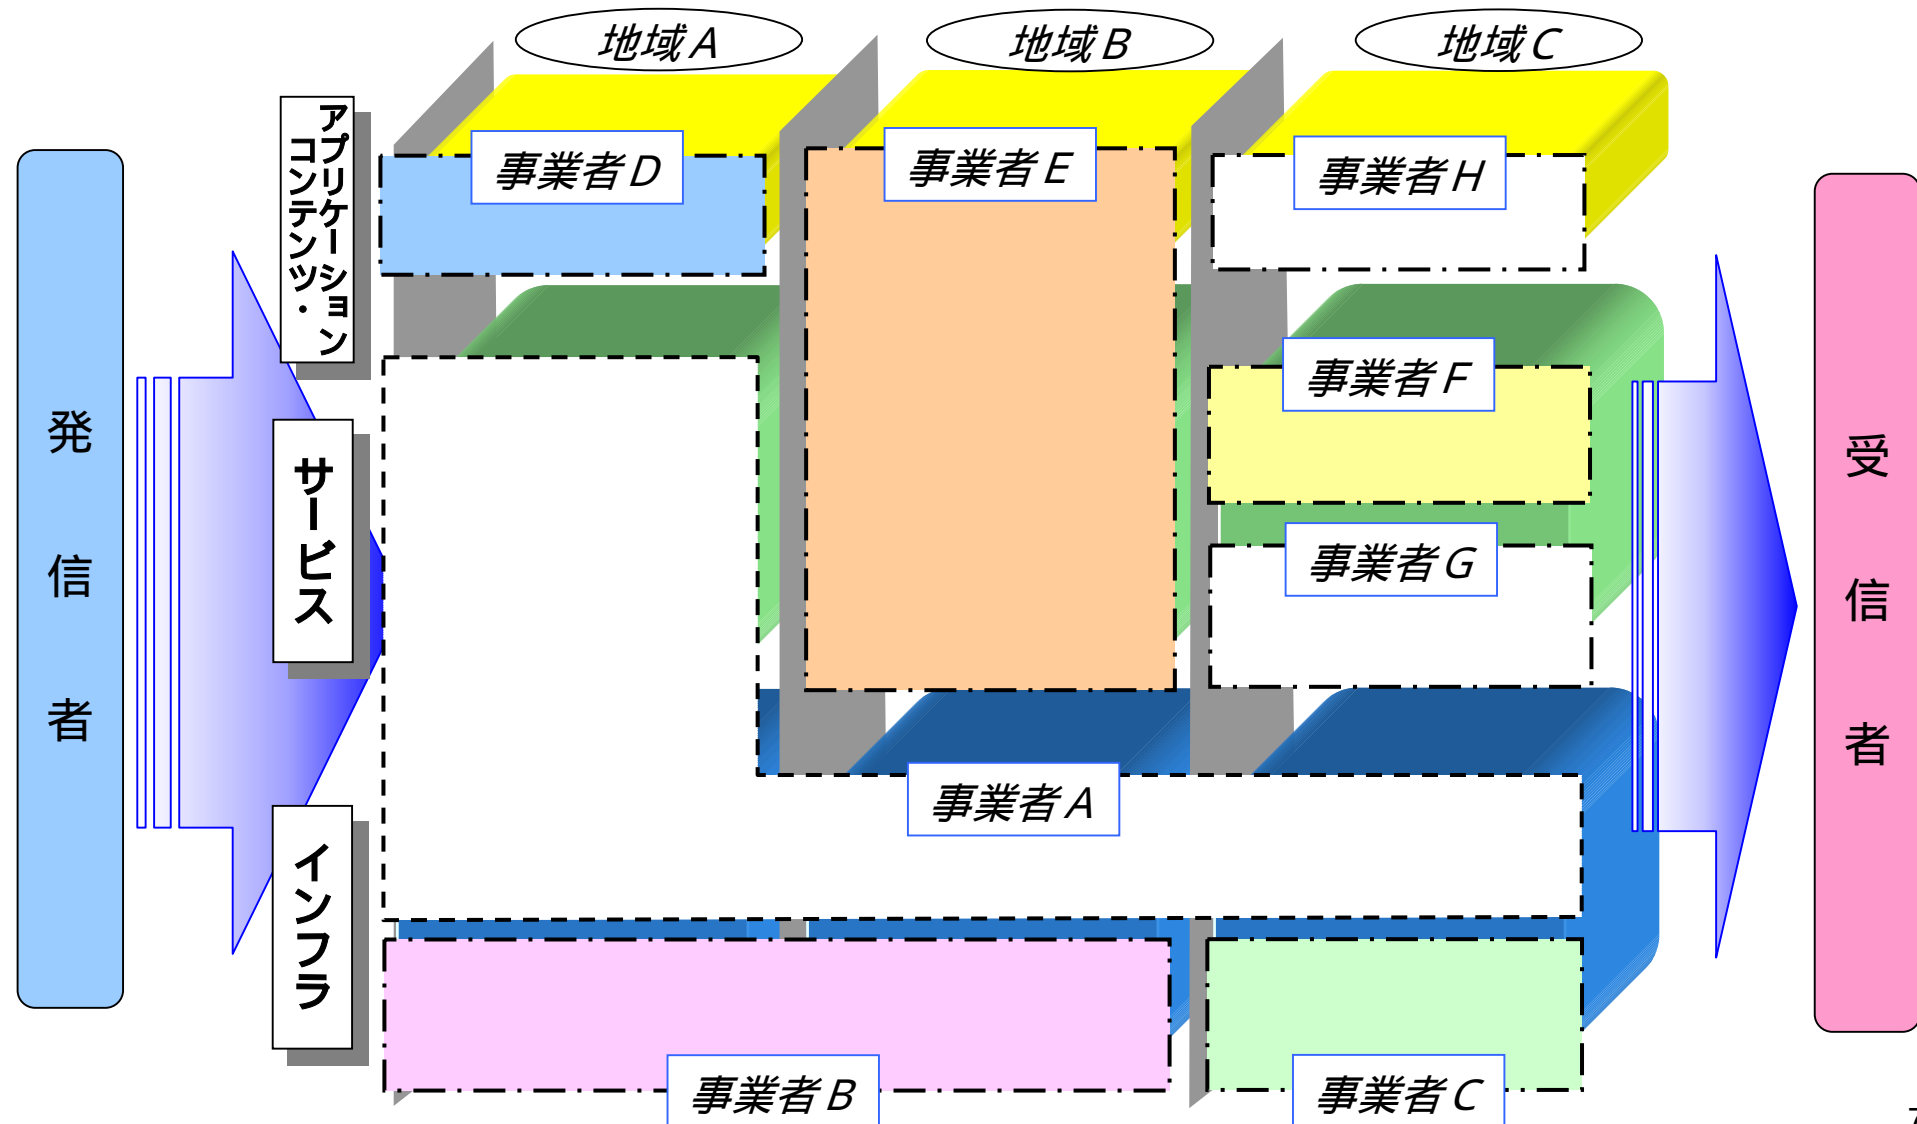 地域A
地域B
地域C
アプリケーション
コンテンツ・
事業者D
事業者E
事業者H
発信者
サービス
事業者F
事業者G
受信者
事業者A
インフラ
事業者B
事業者C